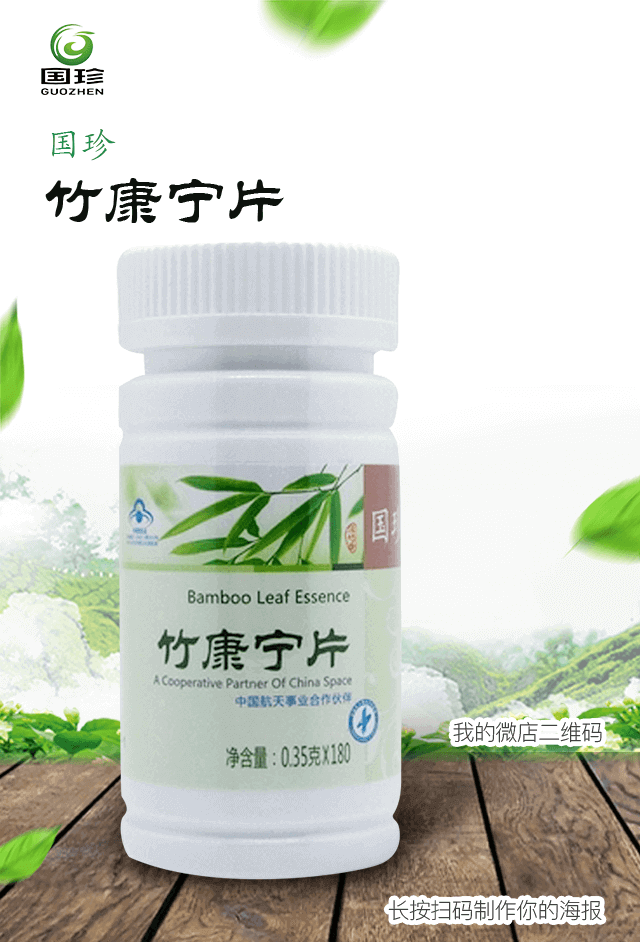 国珍
GUOZHEN
国珍
竹康宁片
国珍
Bamboo Leaf Essence
竹康宁片
A Cooperative Partner Of China Space
中国航天事业合作伙伴
净含量：0.35克X180
我的微店二维码
长按扫码制作你的海报